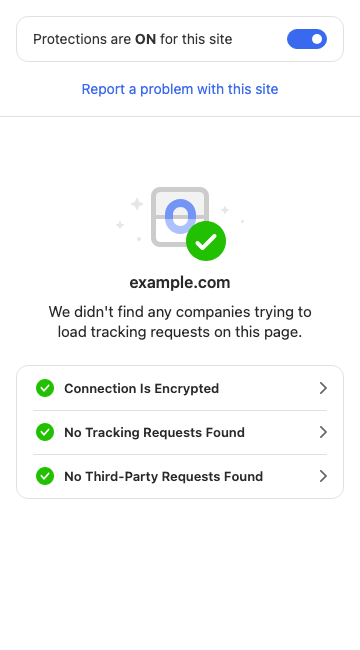 Protections are ON for this site
Report a problem with this site
example.com
We didn't find any companies trying to
load tracking requests on this page.
Connection Is Encrypted
No Tracking Requests Found
No Third-Party Requests Found